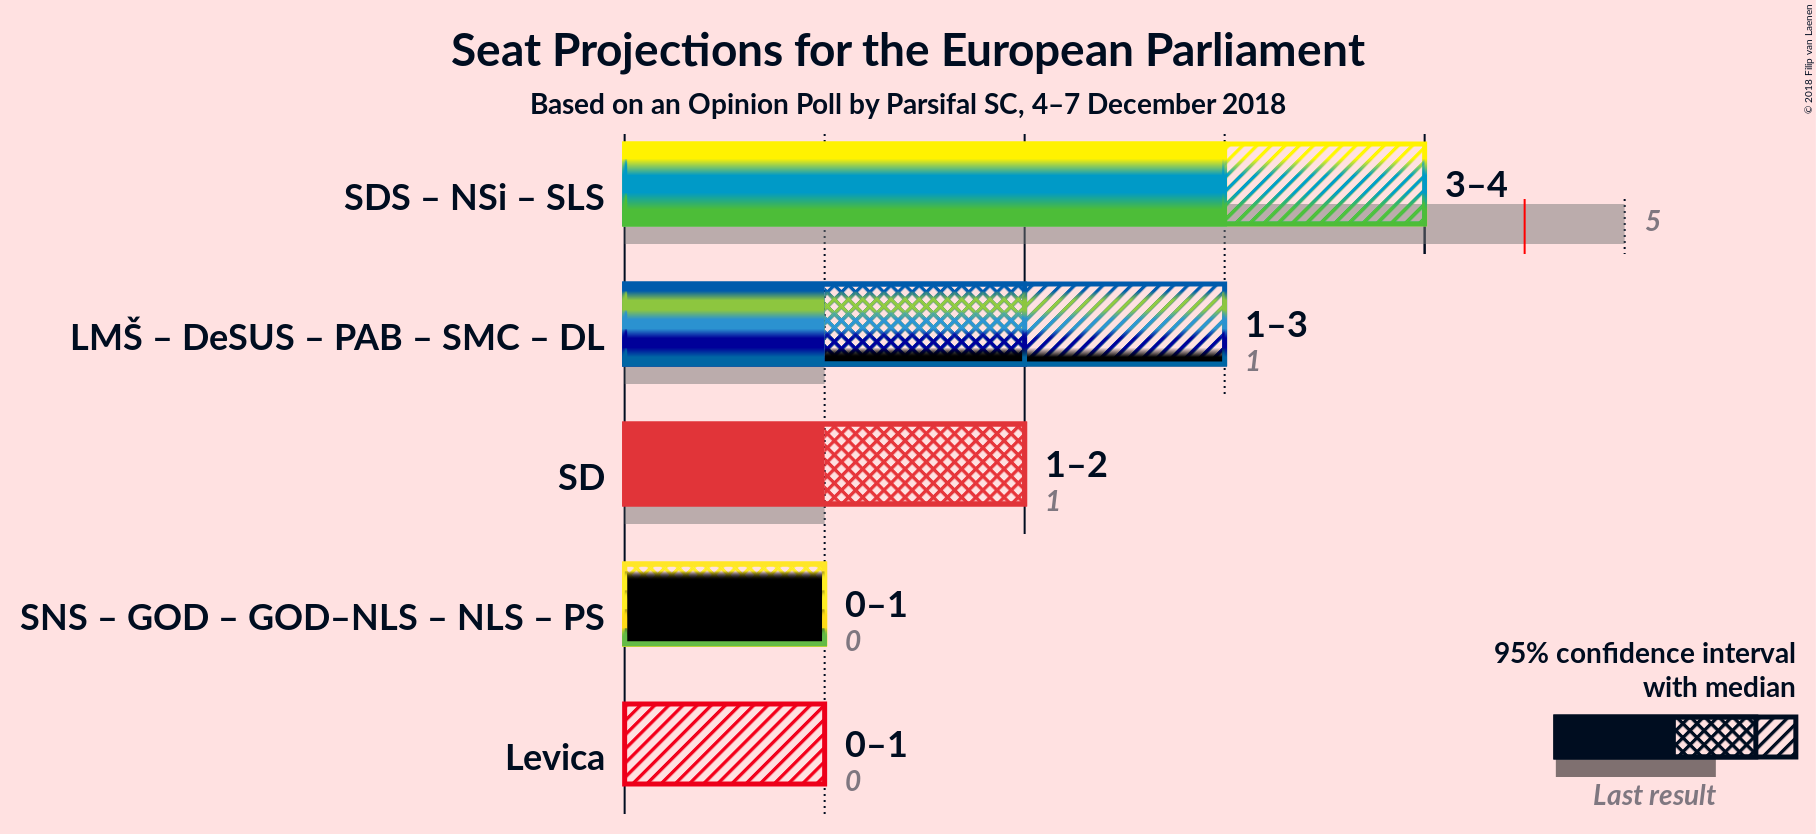 Seat Projections for the European Parliament
Based on an Opinion Poll by Parsifal SC, 4–7 December 2018
© 2018 Filip van Laenen
SDS – NSi – SLS
3–4
5
LMŠ – DeSUS – PAB – SMC – DL
1–3
1
SD
1–2
1
SNS – GOD – GOD–NLS – NLS – PS
0–1
0
Levica
0–1
0
95% confidence interval
with median
Last result